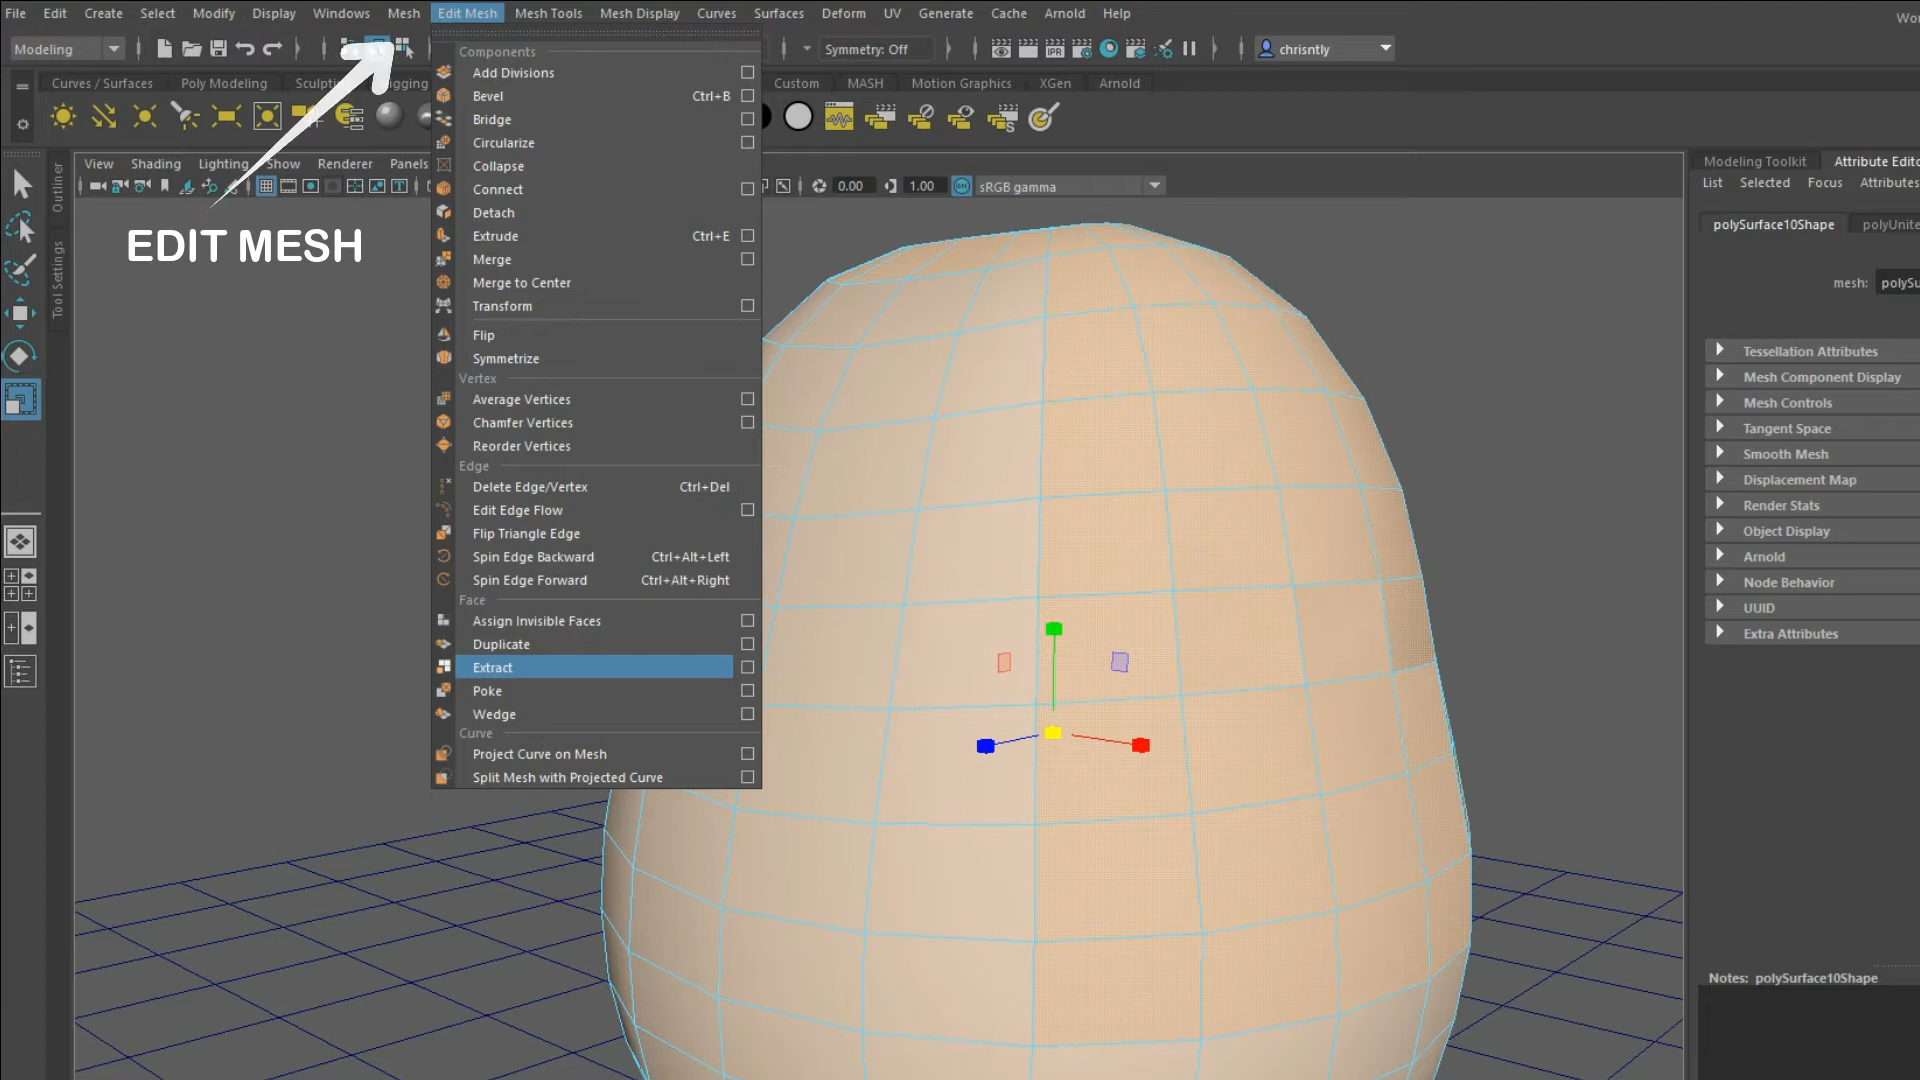 File Edit Create Select Modify Display Windows Mesh Edit Mesh Mesh Tools Mesh Display Curves Surfaces Deform UV Generate Cache Arnold Help
Modeling
Symmetry: Off
chrisntly
Curves / Surfaces Poly Modeling
Custom MASH Motion Graphics XGen Arnold
IPR
S
View Shading Lighting Show Renderer Panels
0.00 1.00 ON sRGB gamma
Outliner
Tool Settings
EDIT MESH
Components
Add Divisions
Bevel Ctrl+B
Bridge
Circularize
Collapse
Connect
Detach
Extrude Ctrl+E
Merge
Merge to Center
Transform
Flip
Symmetrize
Vertex
Average Vertices
Chamfer Vertices
Reorder Vertices
Edge
Delete Edge/Vertex Ctrl+Del
Edit Edge Flow
Flip Triangle Edge
Spin Edge Backward Ctrl+Alt+Left
Spin Edge Forward Ctrl+Alt+Right
Face
Assign Invisible Faces
Duplicate
Extract
Poke
Wedge
Curve
Project Curve on Mesh
Split Mesh with Projected Curve
Modeling Toolkit Attribute Edito
List Selected Focus Attributes
polySurface10Shape polyUnite
mesh: polySu
Tessellation Attributes
Mesh Component Display
Mesh Controls
Tangent Space
Smooth Mesh
Displacement Map
Render Stats
Object Display
Arnold
Node Behavior
UUID
Extra Attributes
Notes: polySurface10Shape